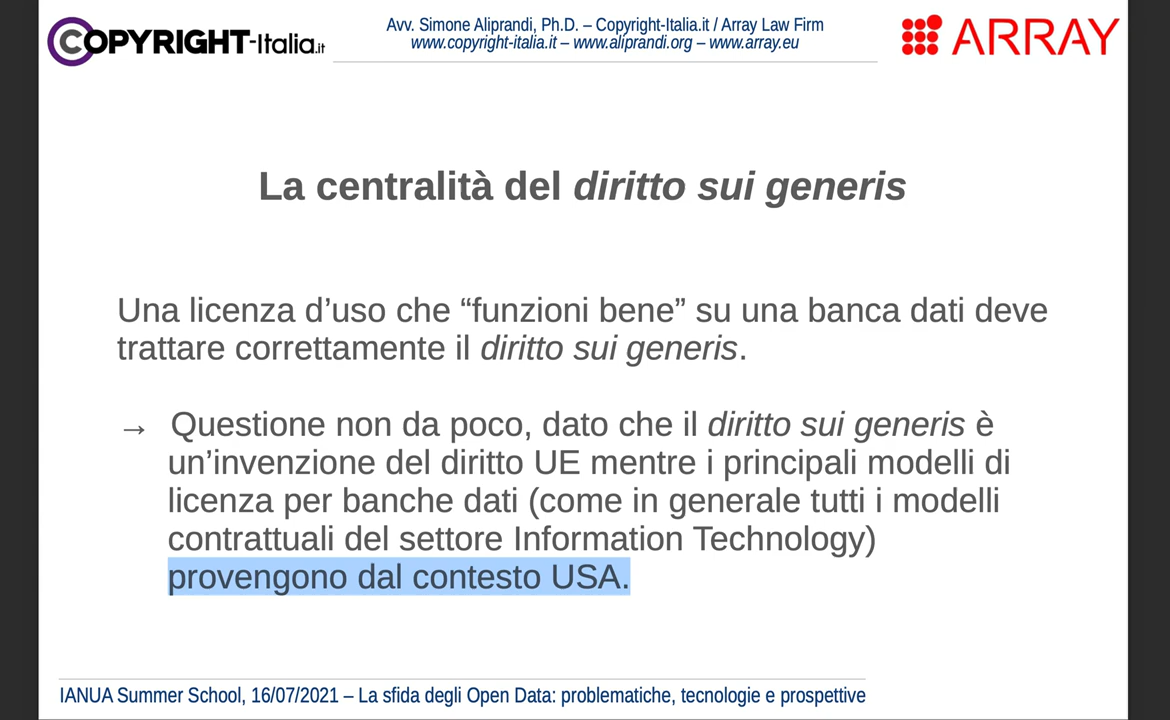 COPYRIGHT-Italia.it
Avv. Simone Aliprandi, Ph.D. – Copyright-Italia.it / Array Law Firm
www.copyright-italia.it – www.aliprandi.org – www.array.eu
ARRAY
La centralità del diritto sui generis
Una licenza d’uso che “funzioni bene” su una banca dati deve
trattare correttamente il diritto sui generis.
→ Questione non da poco, dato che il diritto sui generis è
un’invenzione del diritto UE mentre i principali modelli di
licenza per banche dati (come in generale tutti i modelli
contrattuali del settore Information Technology)
provengono dal contesto USA.
IANUA Summer School, 16/07/2021 – La sfida degli Open Data: problematiche, tecnologie e prospettive